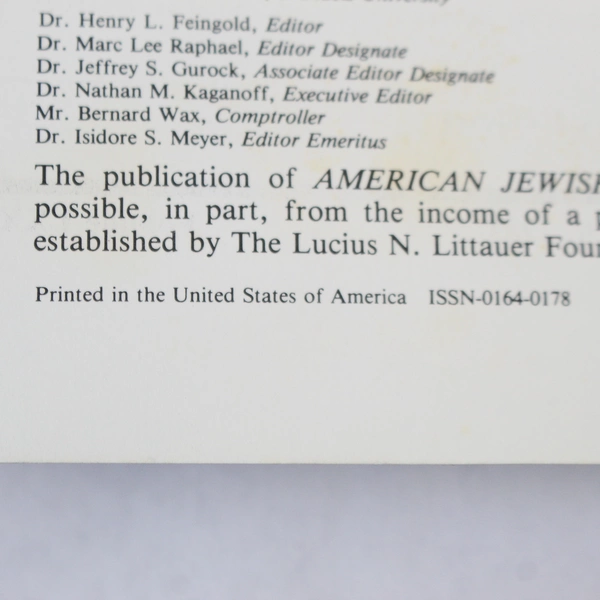 University
Dr. Henry L. Feingold, Editor
Dr. Marc Lee Raphael, Editor Designate
Dr. Jeffrey S. Gurock, Associate Editor Designate
Dr. Nathan M. Kaganoff, Executive Editor
Mr. Bernard Wax, Comptroller
Dr. Isidore S. Meyer, Editor Emeritus
The publication of AMERICAN JEWISH
possible, in part, from the income of a p
established by The Lucius N. Littauer Foun
Printed in the United States of America ISSN-0164-0178